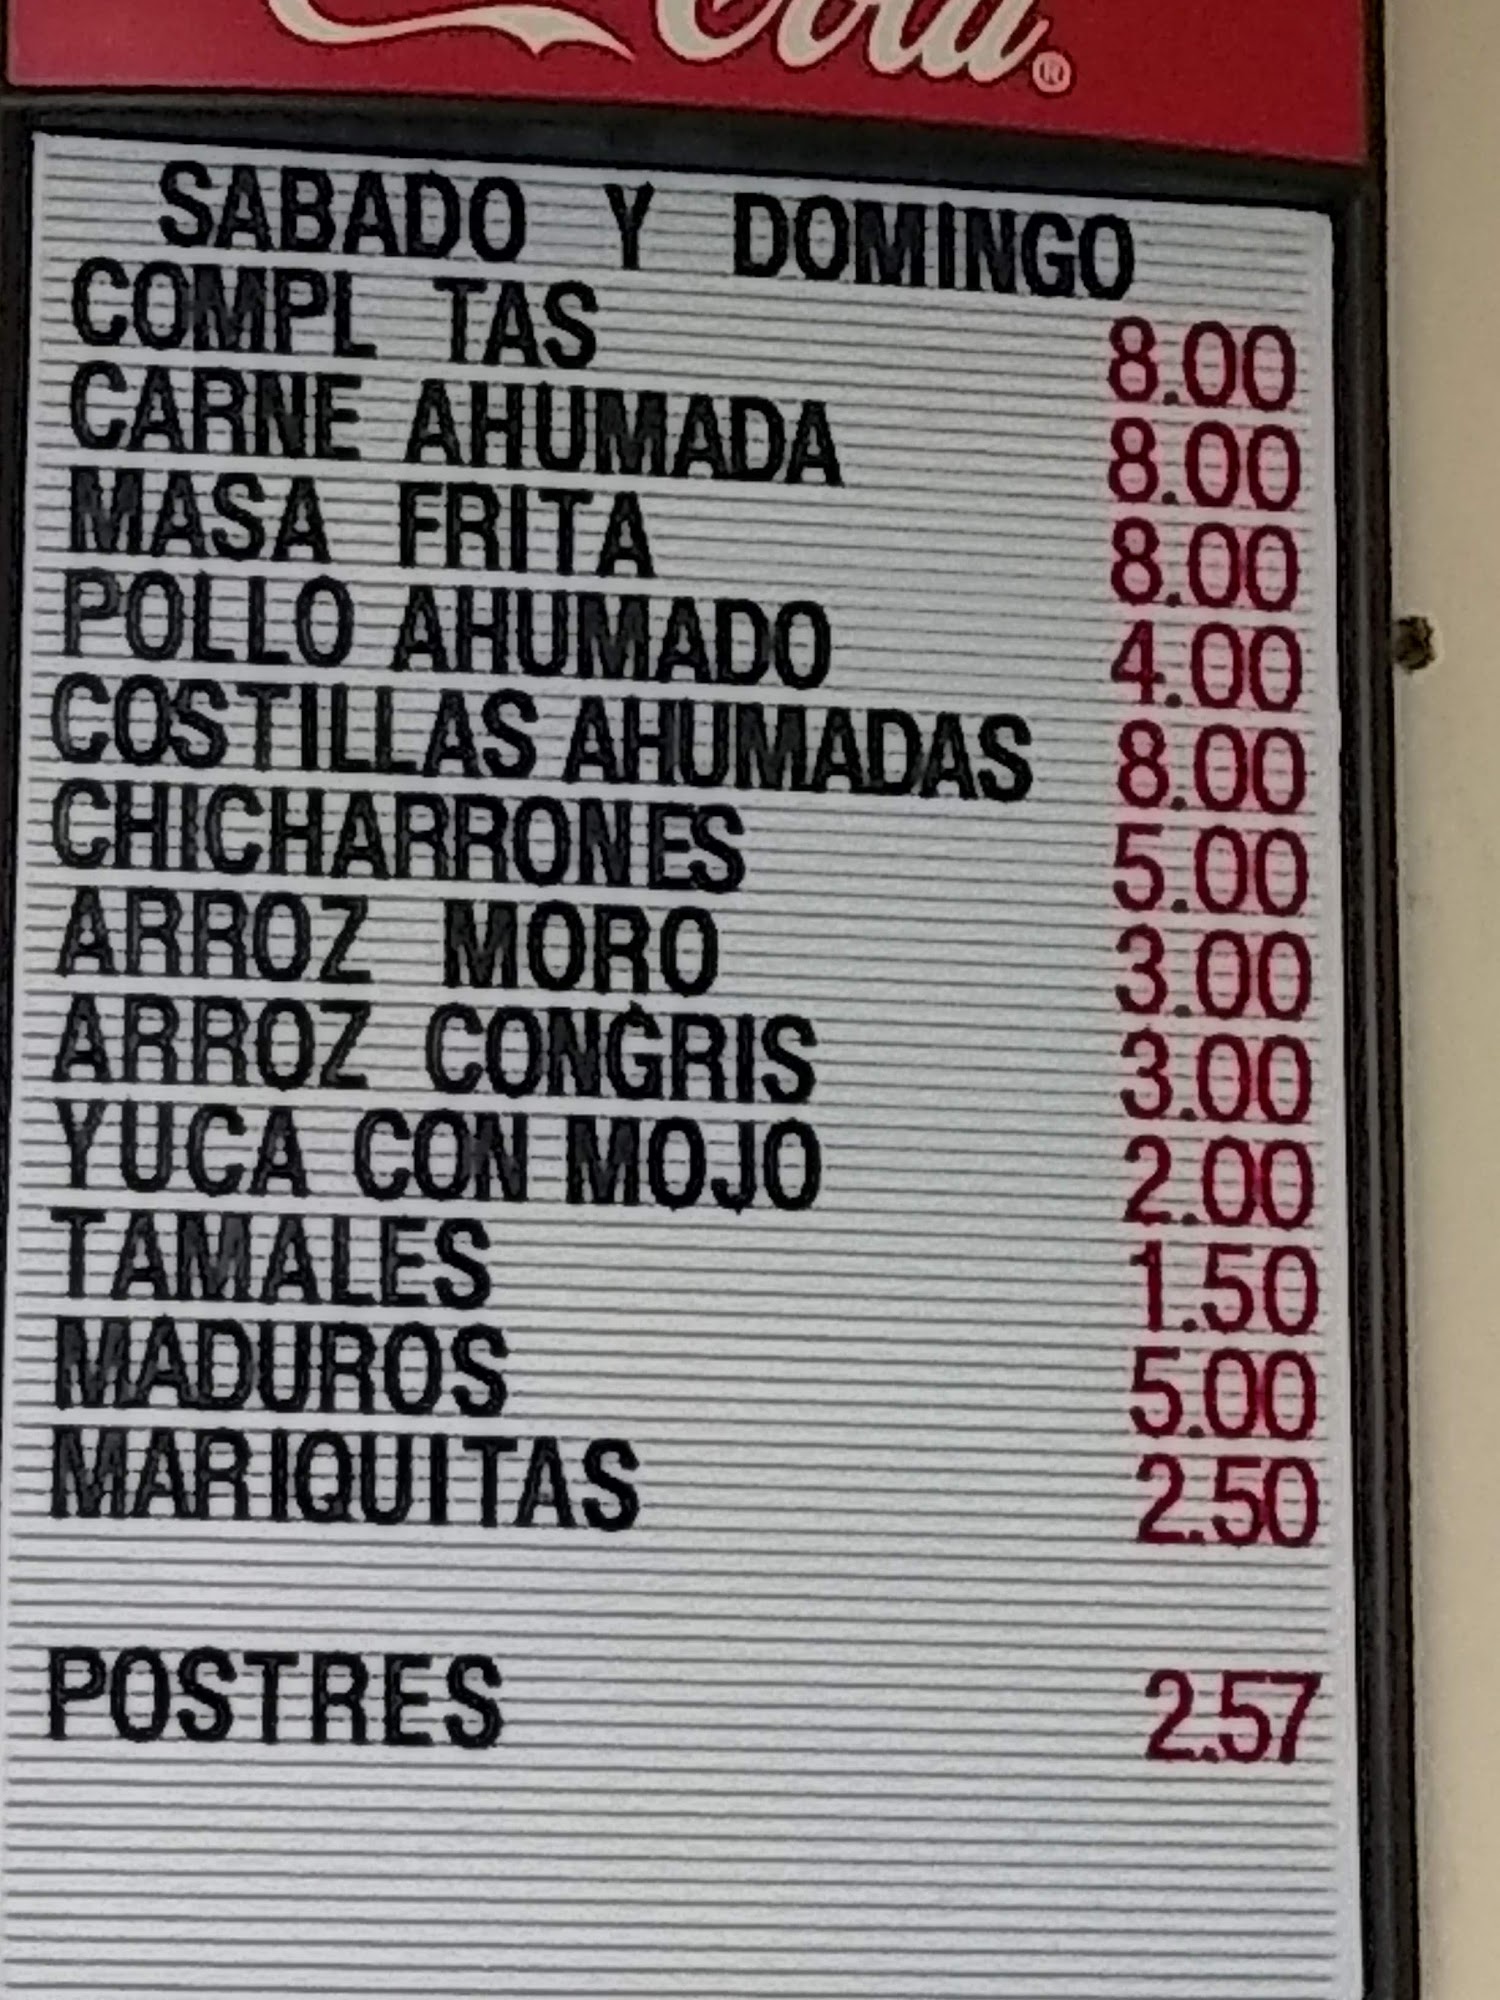 Cola®
SABADO Y DOMINGO
COMPL TAS 8.00
CARNE AHUMADA 8.00
MASA FRITA 8.00
POLLO AHUMADO 4.00
COSTILLAS AHUMADAS 8.00
CHICHARRONES 5.00
ARROZ MORO 3.00
ARROZ CONGRIS 3.00
YUCA CON MOJO 2.00
TAMALES 1.50
MADUROS 5.00
MARIQUITAS 2.50
POSTRES 2.57